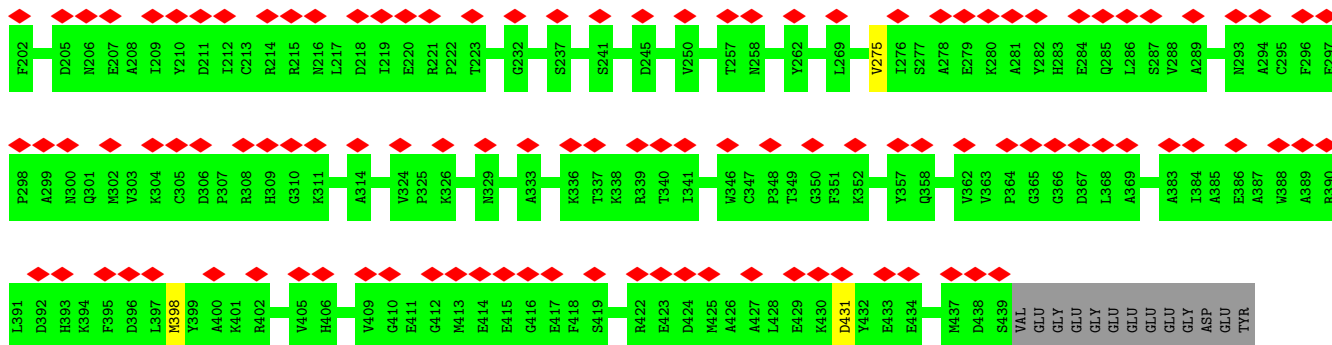 F202 D205 N206 E207 A208 I209 Y210 D211 I212 C213 R214 R215 N216 L217 D218 I219 E220 R221 P222 T223 G232 S237 S241 D245 V250 T257 N258 Y262 L269 V275 I276 S277 A278 E279 K280 A281 Y282 H283 E284 Q285 L286 S287 V288 A289 N293 A294 C295 F296 E297
P298 A299 N300 Q301 M302 V303 K304 C305 D306 P307 R308 H309 G310 K311 A314 V324 P325 K326 N329 A333 K336 T337 K338 R339 T340 I341 W346 C347 P348 T349 G350 F351 K352 Y357 Q358 V362 V363 P364 G365 G366 D367 L368 A369 A383 I384 A385 E386 A387 W388 A389 R390
L391 D392 H393 K394 F395 D396 L397 M398 Y399 A400 K401 R402 V405 H406 V409 G410 E411 G412 M413 E414 E415 G416 E417 F418 S419 R422 E423 D424 M425 A426 A427 L428 E429 K430 D431 Y432 E433 E434 M437 D438 S439 VAL GLU GLY GLU GLY GLU GLU GLU GLU GLY ASP GLU TYR